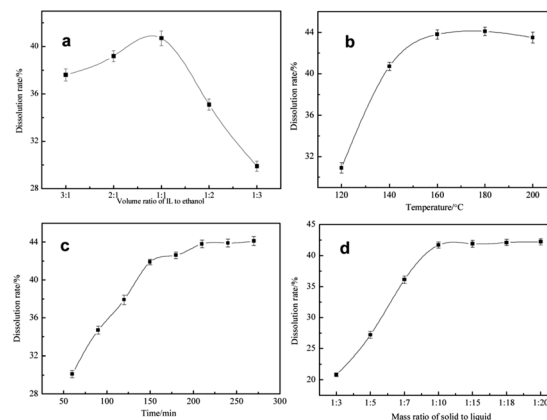 a
Dissolution rate/%
40
36
32
28
3:1 2:1 1:1 1:2 1:3
Volume ratio of IL to ethanol
b
Dissolution rate/%
44
40
36
32
120 140 160 180 200
Temperature/°C
c
Dissolution rate/%
44
40
36
32
28
50 100 150 200 250 300
Time/min
d
Dissolution rate/%
45
40
35
30
25
20
1:3 1:5 1:7 1:10 1:15 1:18 1:20
Mass ratio of solid to liquid